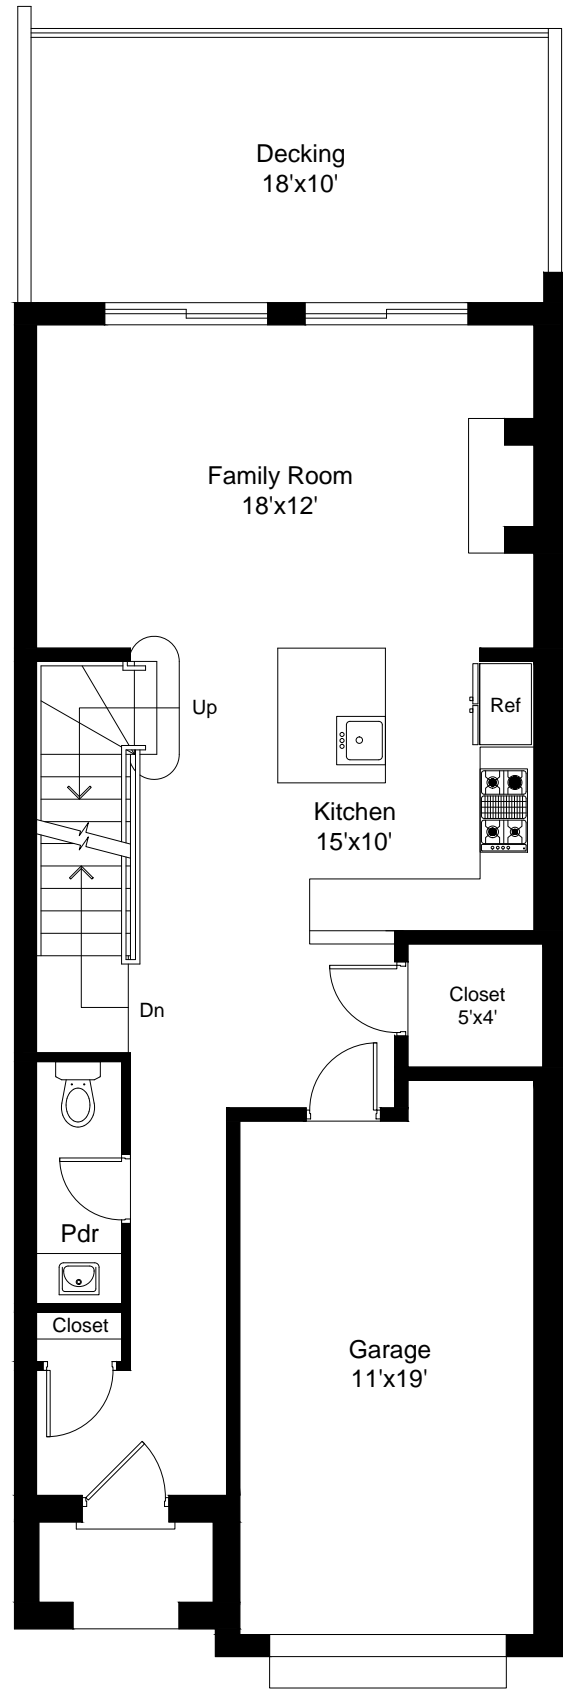 Decking
18'x10'
Family Room
18'x12'
Up
Ref
Kitchen
15'x10'
Closet
5'x4'
Dn
Pdr
Closet
Garage
11'x19'